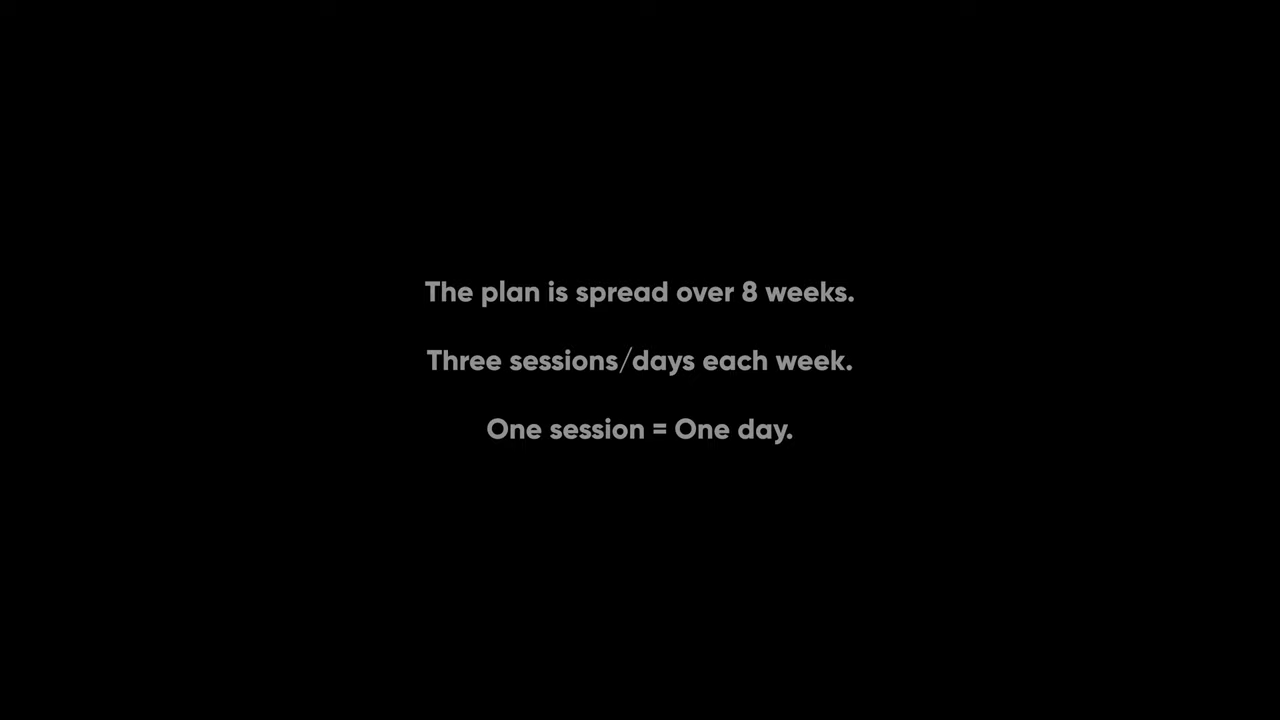 The plan is spread over 8 weeks.
Three sessions/days each week.
One session = One day.